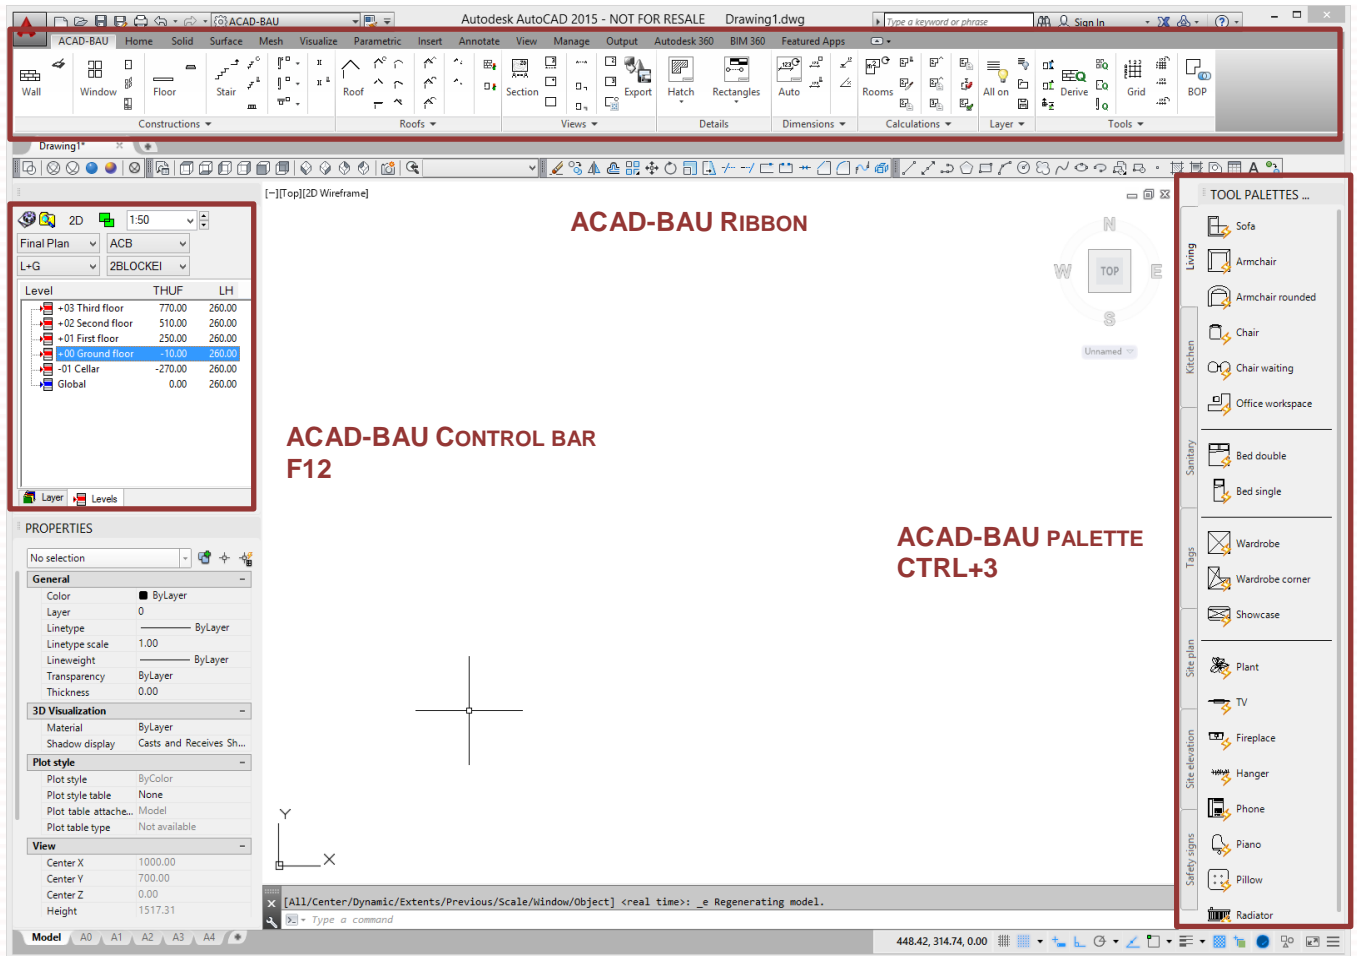 ACAD-BAU
Autodesk AutoCAD 2015 - NOT FOR RESALE Drawing1.dwg
Type a keyword or phrase
Sign In
ACAD-BAU Home Solid Surface Mesh Visualize Parametric Insert Annotate View Manage Output Autodesk 360 BIM 360 Featured Apps
Wall Window Floor Stair Roof Section Export Hatch Rectangles Auto Rooms All on Derive Grid BOP
Constructions Roofs Views Details Dimensions Calculations Layer Tools
Drawing1*
[−][Top][2D Wireframe]
ACAD-BAU RIBBON
N
W TOP E
S
Unnamed
2D 1:50
Final Plan ACB
L+G 2BLOCKEI
Level THUF LH
+03 Third floor 770.00 260.00
+02 Second floor 510.00 260.00
+01 First floor 250.00 260.00
+00 Ground floor -10.00 260.00
-01 Cellar -270.00 260.00
Global 0.00 260.00
Layer Levels
ACAD-BAU CONTROL BAR
F12
ACAD-BAU PALETTE
CTRL+3
PROPERTIES
No selection
General
Color ByLayer
Layer 0
Linetype ByLayer
Linetype scale 1.00
Lineweight ByLayer
Transparency ByLayer
Thickness 0.00
3D Visualization
Material ByLayer
Shadow display Casts and Receives Sh...
Plot style
Plot style ByColor
Plot style table None
Plot table attache... Model
Plot table type Not available
View
Center X 1000.00
Center Y 700.00
Center Z 0.00
Height 1517.31
Y
X
[All/Center/Dynamic/Extents/Previous/Scale/Window/Object] <real time>: _e Regenerating model.
Type a command
Model A0 A1 A2 A3 A4
448.42, 314.74, 0.00
TOOL PALETTES ...
Living
Kitchen
Sanitary
Tags
Site plan
Site elevation
Safety signs
Sofa
Armchair
Armchair rounded
Chair
Chair waiting
Office workspace
Bed double
Bed single
Wardrobe
Wardrobe corner
Showcase
Plant
TV
Fireplace
Hanger
Phone
Piano
Pillow
Radiator